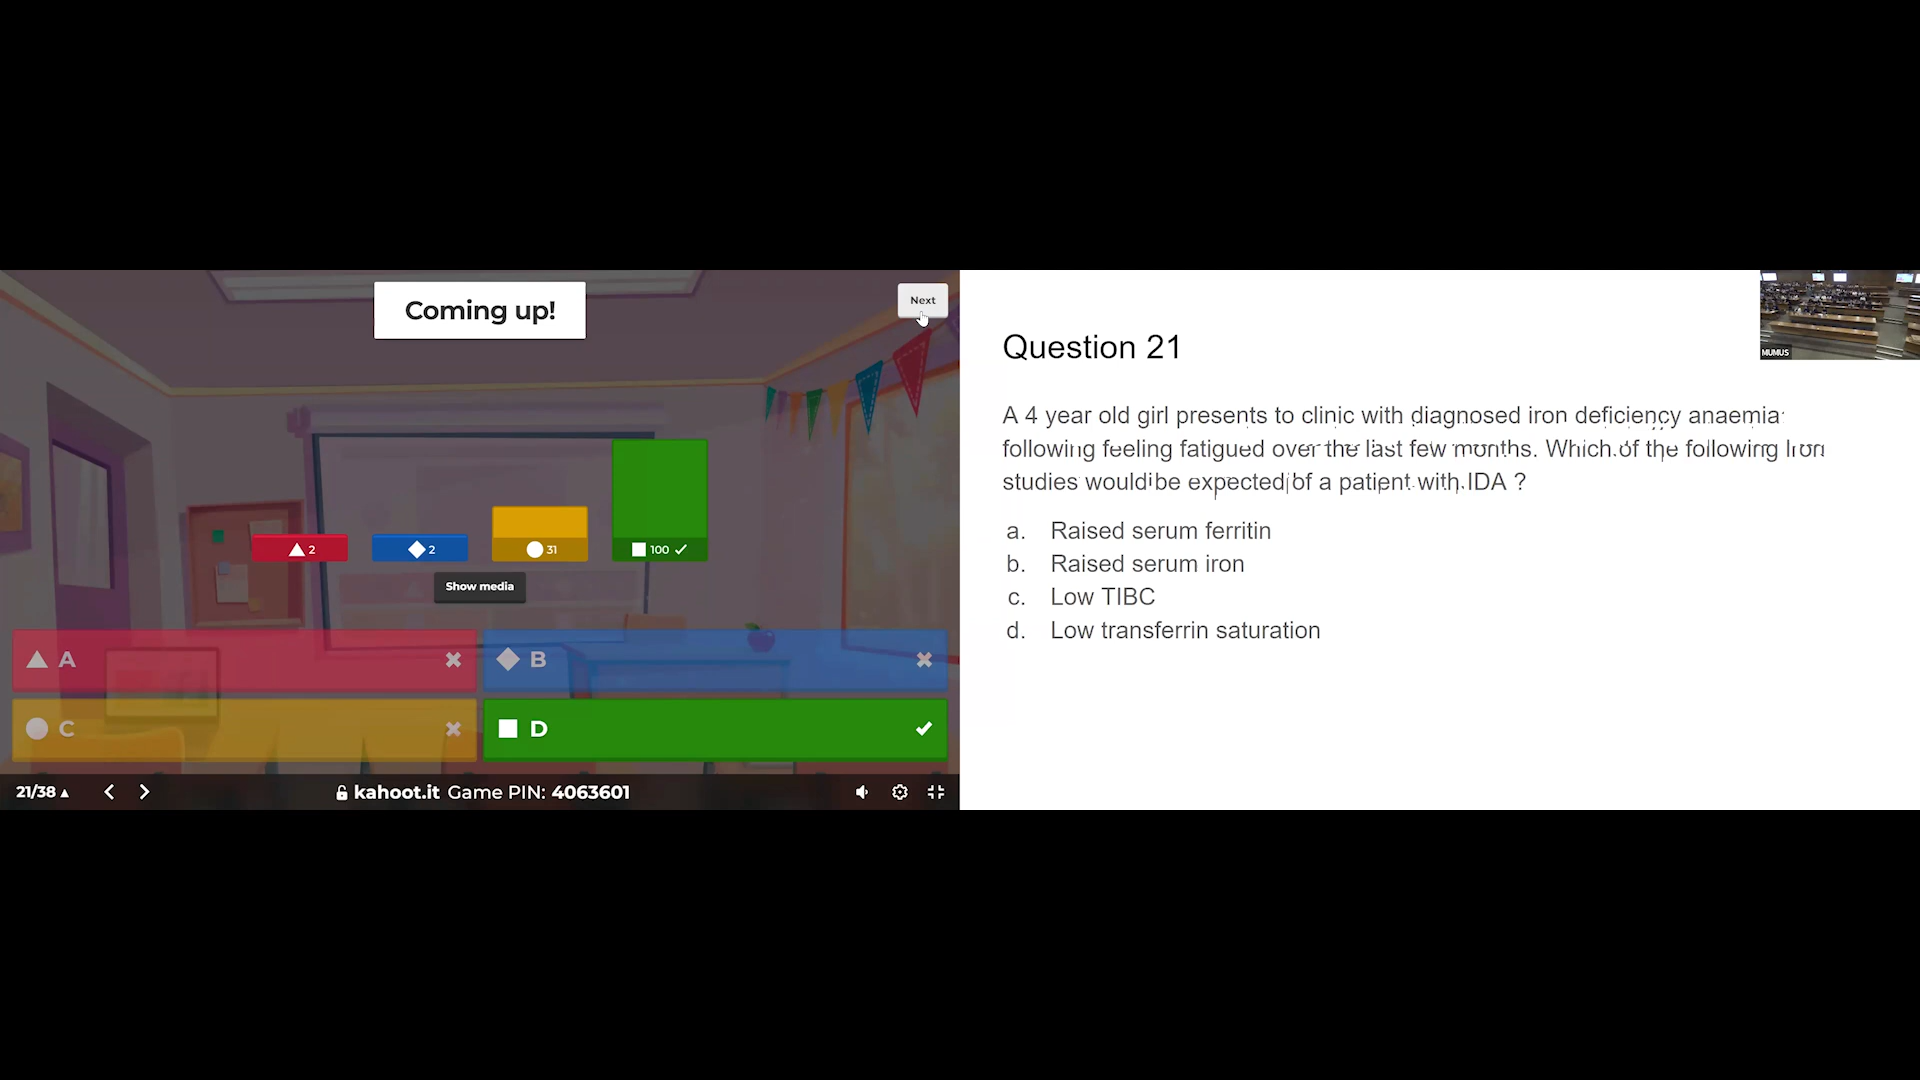 Coming up!
Next
2
2
31
100
Show media
A
B
C
D
21/38
kahoot.it Game PIN: 4063601
Question 21
A 4 year old girl presents to clinic with diagnosed iron deficiency anaemia
following feeling fatigued over the last few months. Which of the following Iron
studies would be expected of a patient with IDA ?
a. Raised serum ferritin
b. Raised serum iron
c. Low TIBC
d. Low transferrin saturation
MUMUS